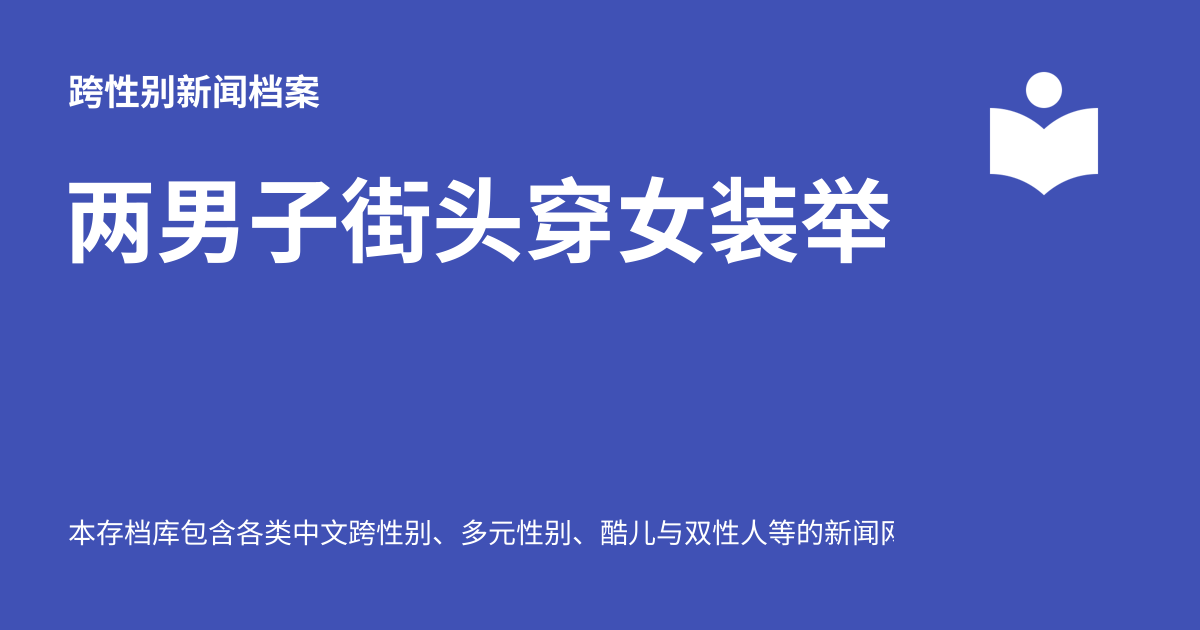 跨性别新闻档案
两男子街头穿女装举
本存档库包含各类中文跨性别、多元性别、酷儿与双性人等的新闻